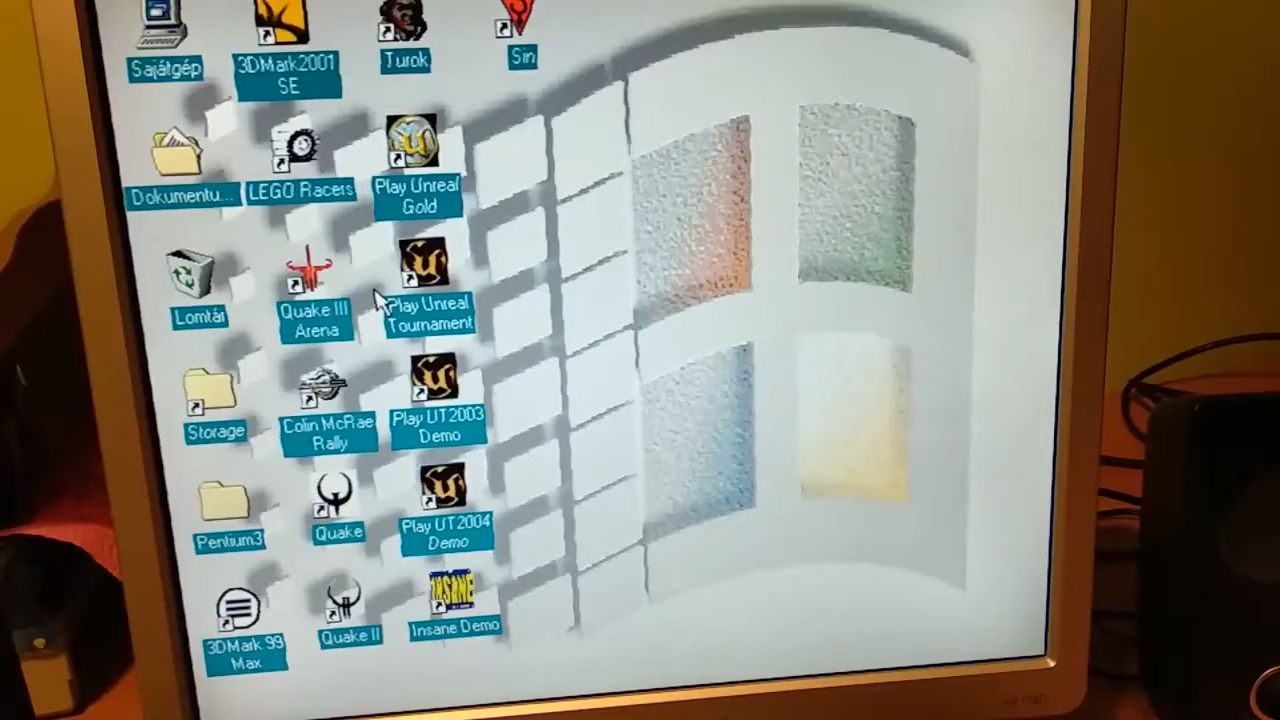 Sajátgép
3DMark2001
SE
Turok
Sin
Dokumentu...
LEGO Racers
Play Unreal
Gold
Lomtár
Quake III
Arena
Play Unreal
Tournament
Storage
Colin McRae
Rally
Play UT2003
Demo
Pentium3
Quake
Play UT2004
Demo
3DMark 99
Max
Quake II
INSANE
Insane Demo